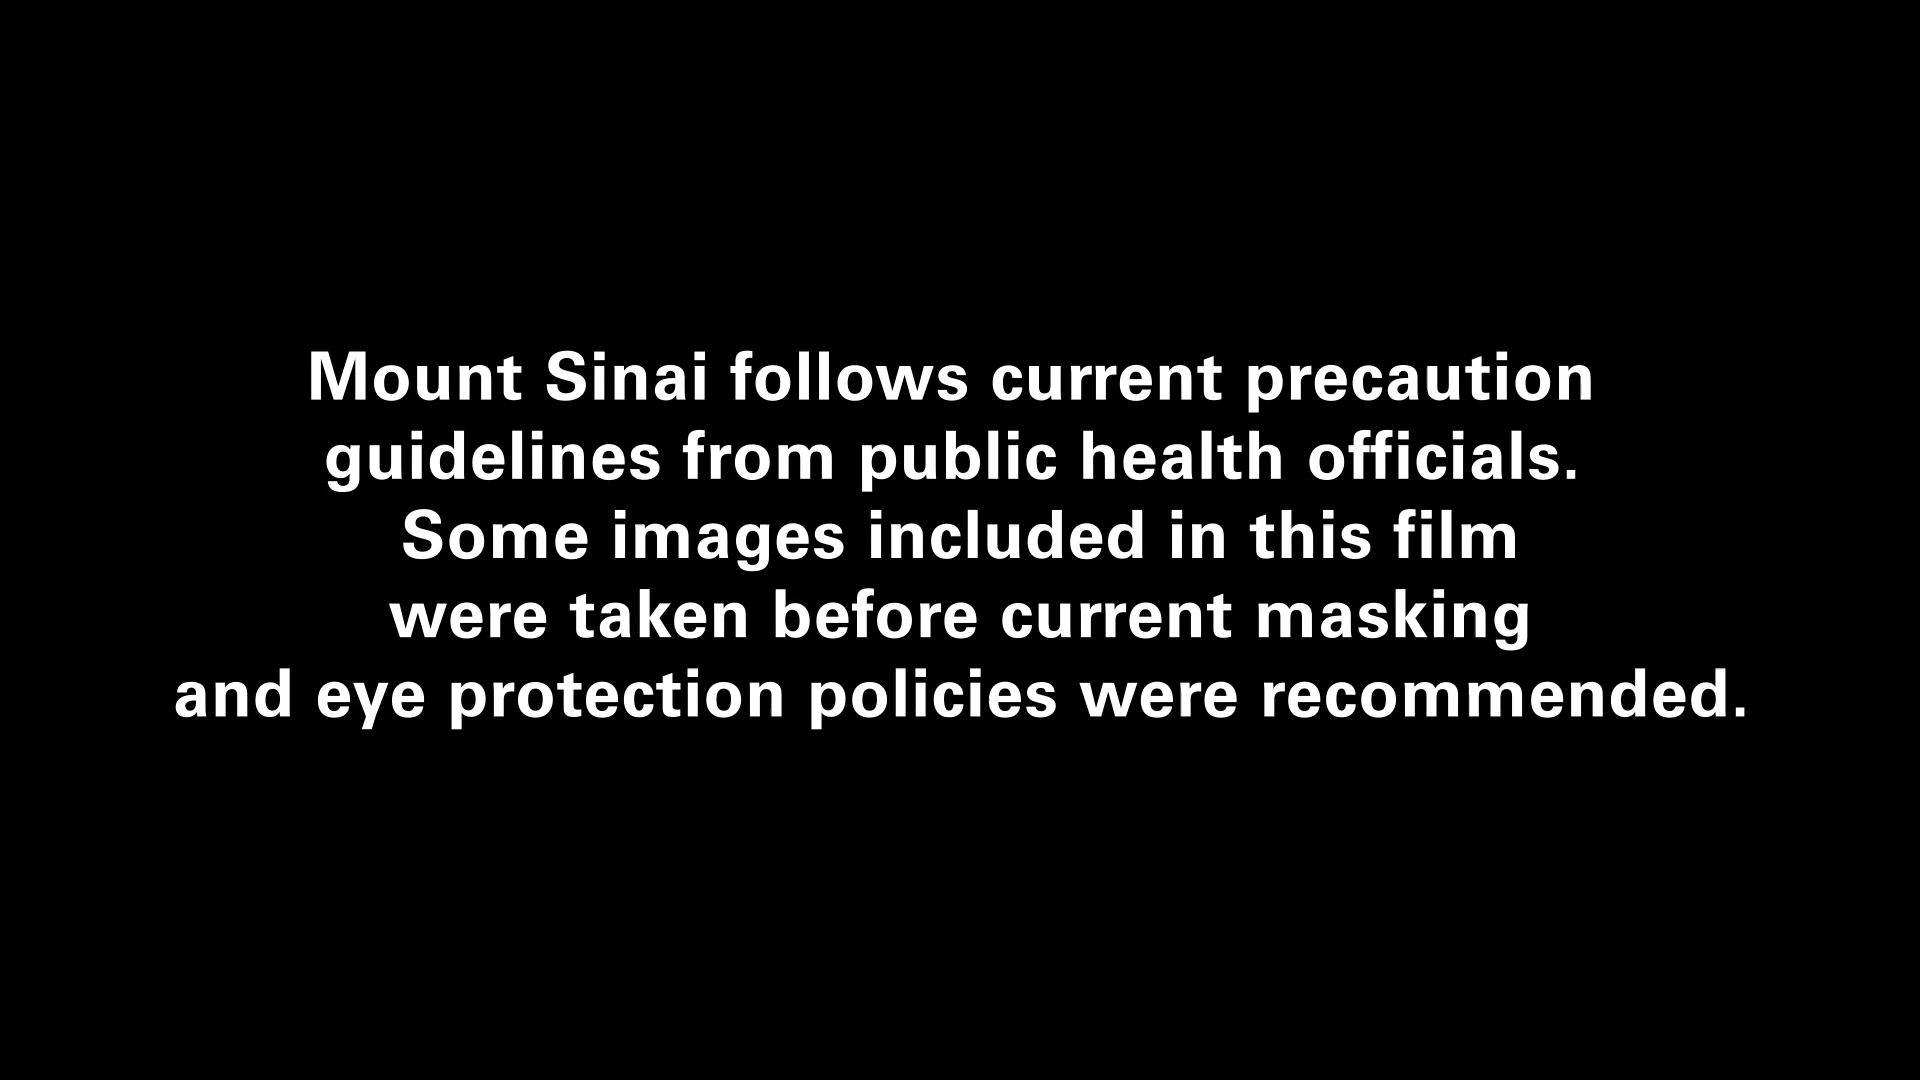 Mount Sinai follows current precaution
guidelines from public health officials.
Some images included in this film
were taken before current masking
and eye protection policies were recommended.